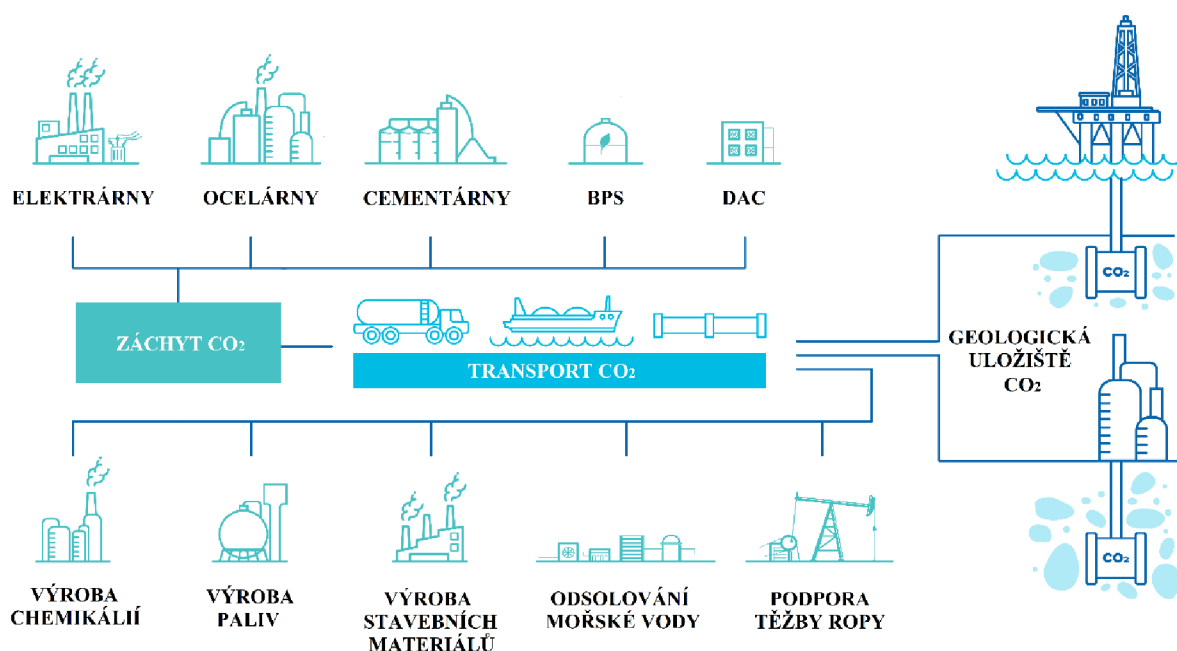 ELEKTRÁRNY
OCELÁRNY
CEMENTÁRNY
BPS
DAC
CO₂
ZÁCHYT CO₂
TRANSPORT CO₂
GEOLOGICKÁ
ULOŽIŠTĚ
CO₂
VÝROBA
CHEMIKÁLIÍ
VÝROBA
PALIV
VÝROBA
STAVEBNÍCH
MATERIÁLŮ
ODSOLOVÁNÍ
MOŘSKÉ VODY
PODPORA
TĚŽBY ROPY
CO₂